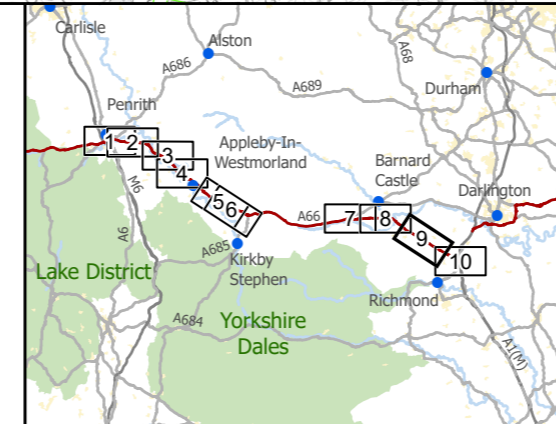 Carlisle
Alston
A686
A68
A689
Durham
Penrith
1
2
3
4
5
6
7
8
9
10
Appleby-In-
Westmorland
Barnard
Castle
Darlington
M6
A66
A6
A685
Kirkby
Stephen
Lake District
Richmond
A684
Yorkshire
Dales
A1(M)